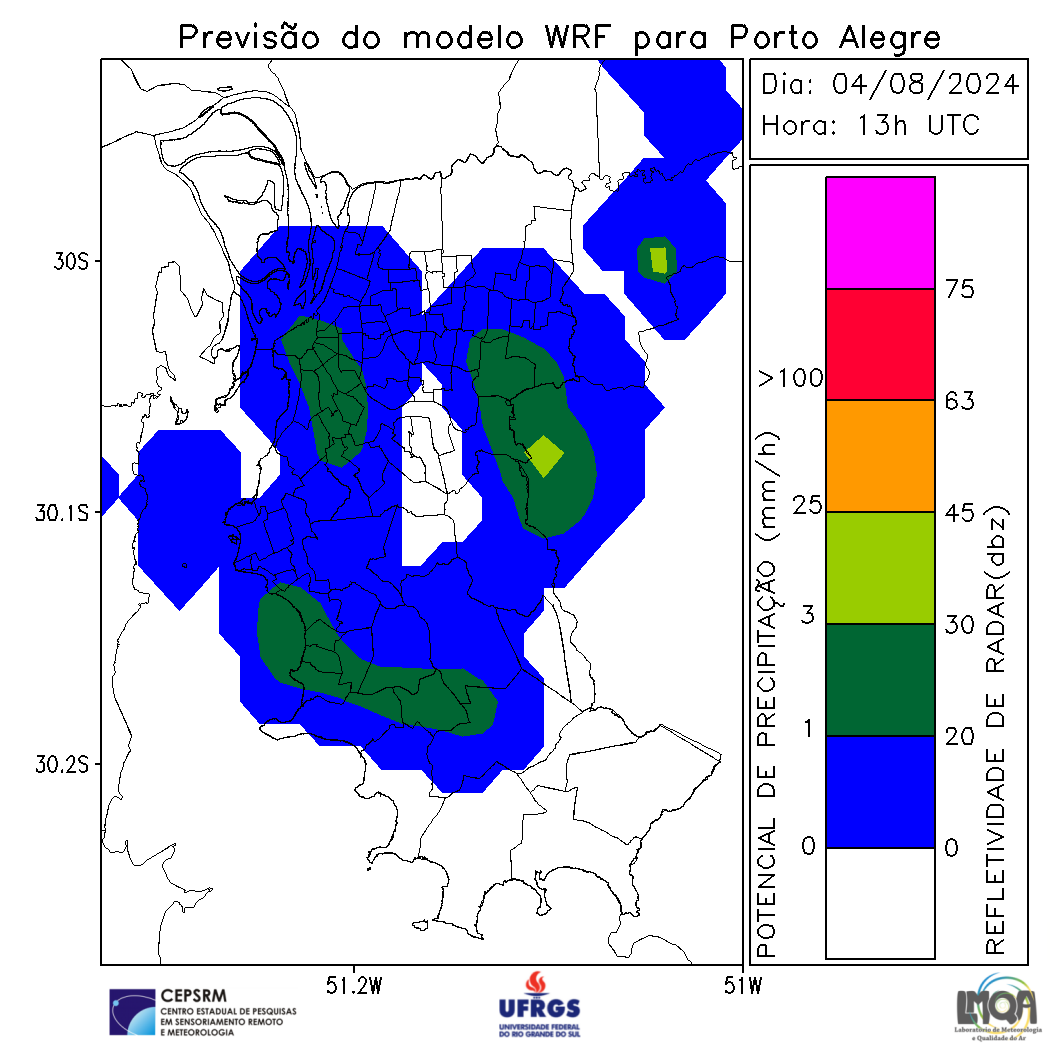 Previsão do modelo WRF para Porto Alegre
Dia: 04/08/2024
Hora: 13h UTC
30S
30.1S
30.2S
51.2W
51W
POTENCIAL DE PRECIPITAÇÃO (mm/h)
>100
25
3
1
0
75
63
45
30
20
0
REFLETIVIDADE DE RADAR(dbz)
CEPSRM
CENTRO ESTADUAL DE PESQUISAS
EM SENSORIAMENTO REMOTO
E METEOROLOGIA
UFRGS
UNIVERSIDADE FEDERAL
DO RIO GRANDE DO SUL
LMQA
Laboratório de Meteorologia
e Qualidade do Ar